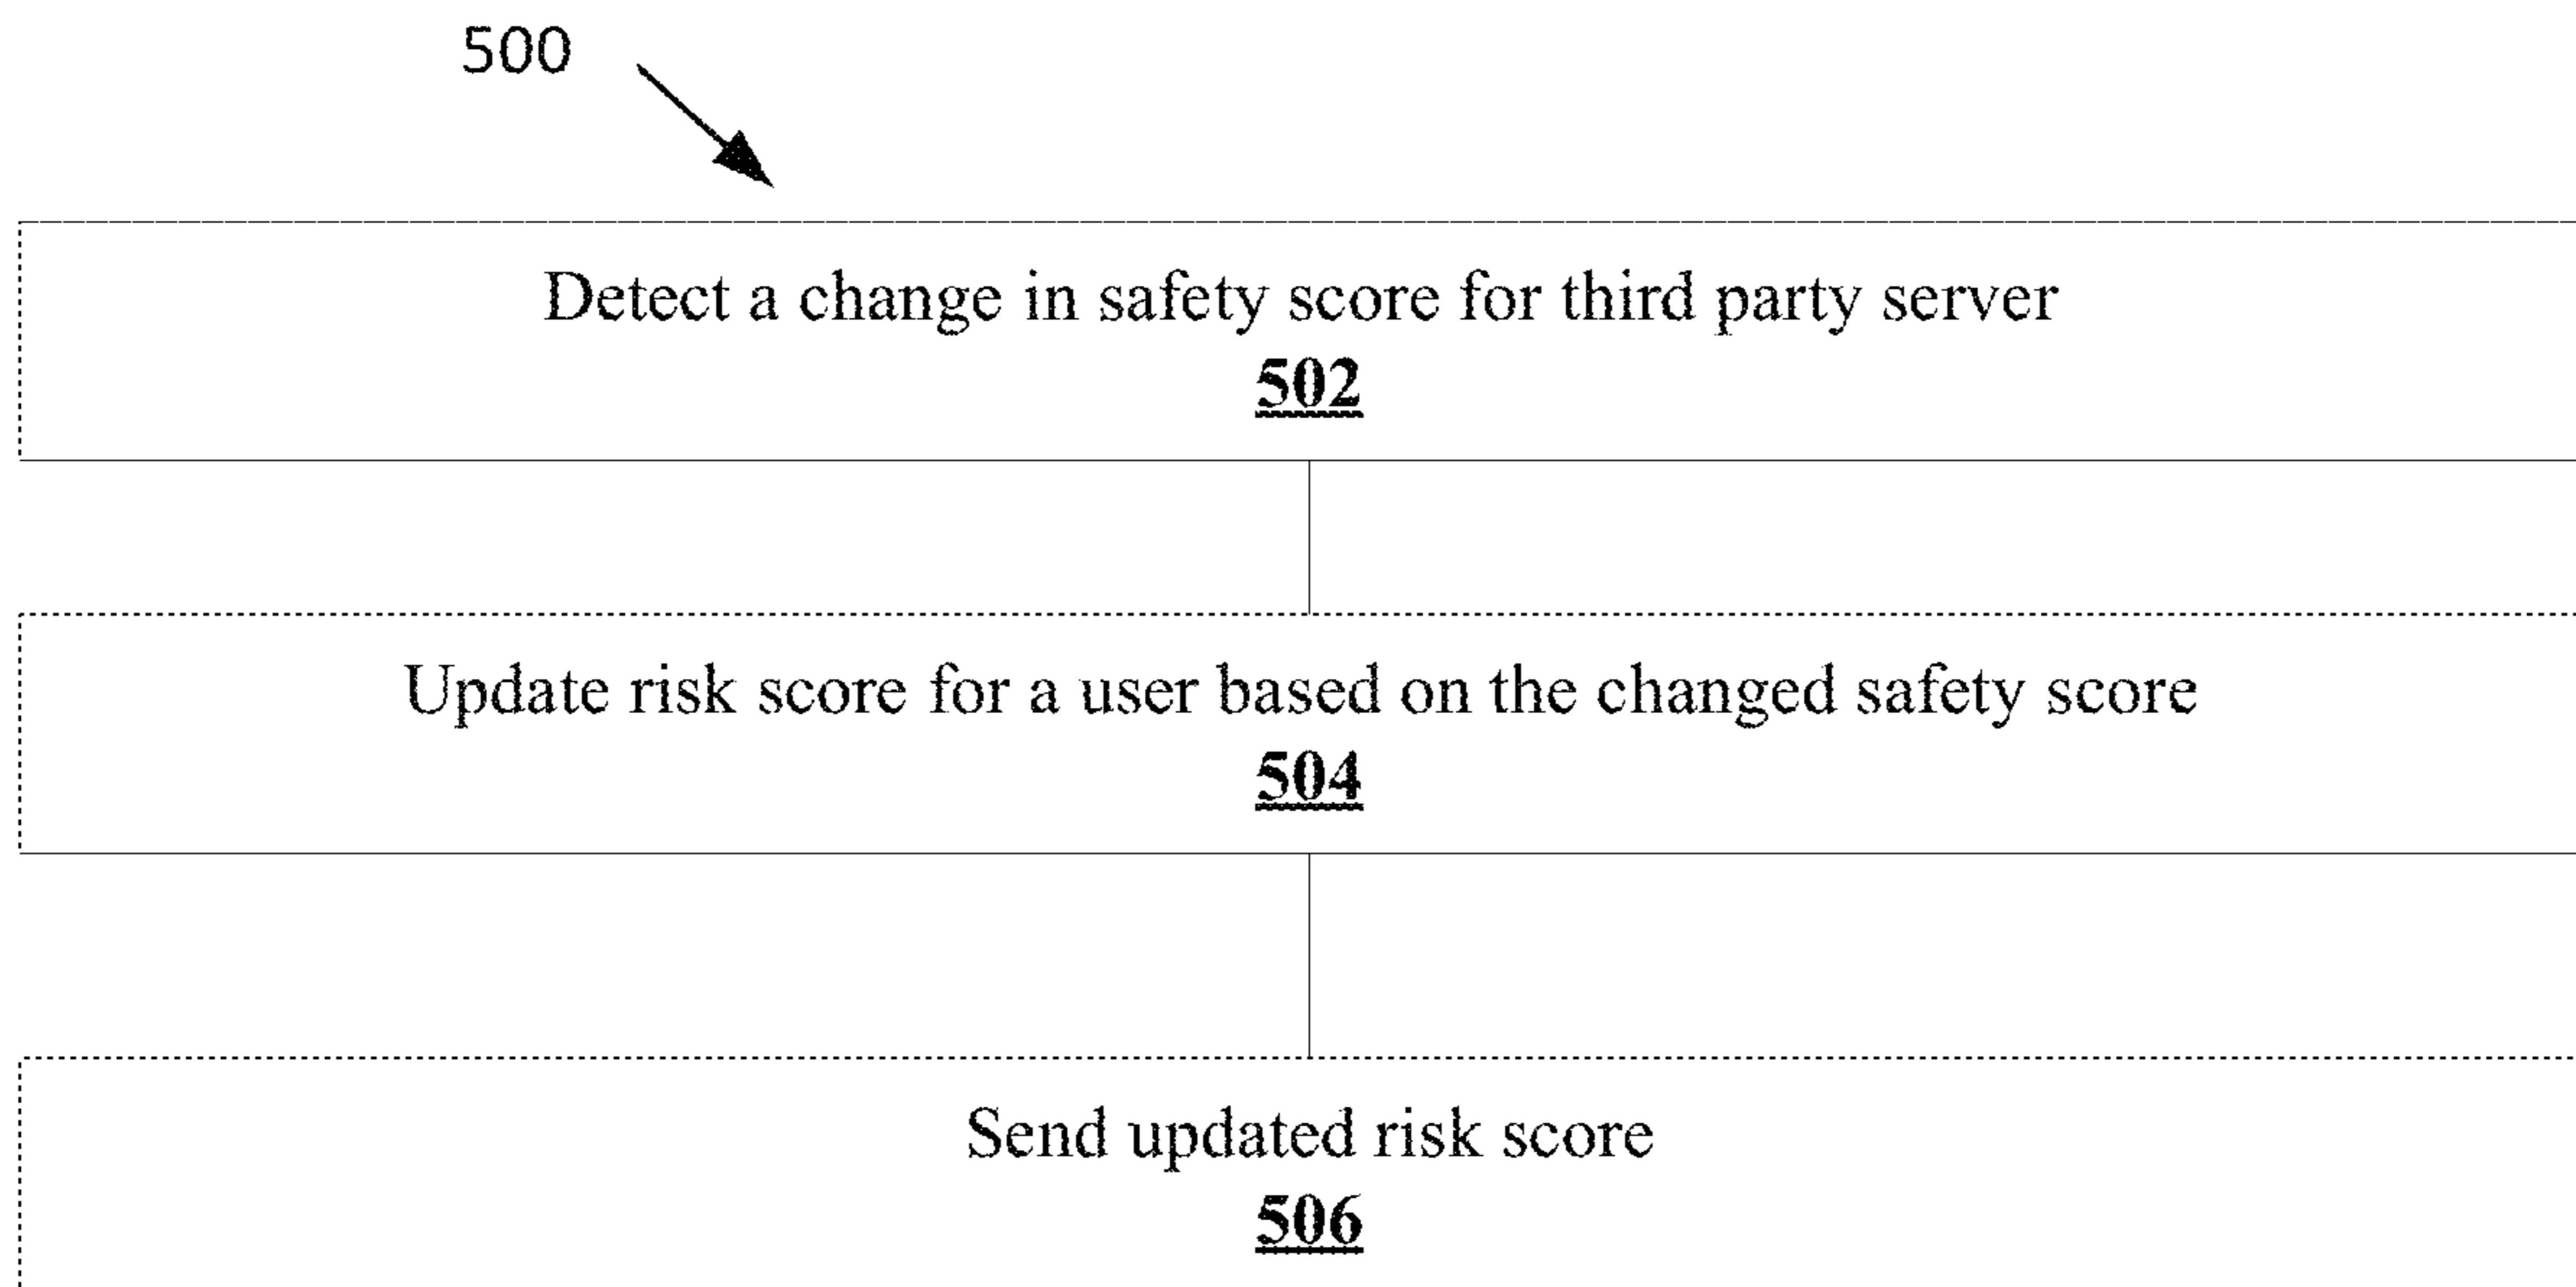 500
Detect a change in safety score for third party server
502
Update risk score for a user based on the changed safety score
504
Send updated risk score
506